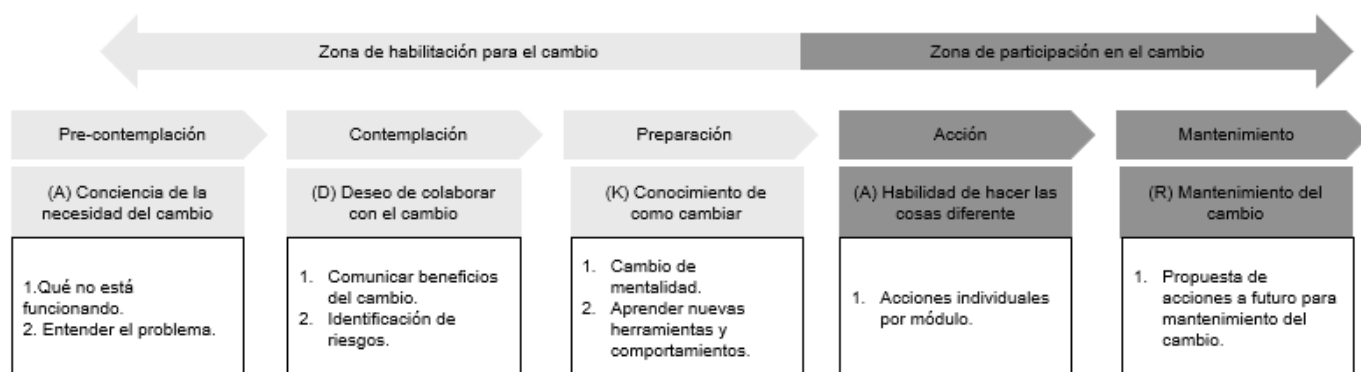 Zona de habilitación para el cambio
Zona de participación en el cambio
Pre-contemplación
Contemplación
Preparación
Acción
Mantenimiento
(A) Conciencia de la
necesidad del cambio
(D) Deseo de colaborar
con el cambio
(K) Conocimiento de
como cambiar
(A) Habilidad de hacer las
cosas diferente
(R) Mantenimiento del
cambio
1.Qué no está
funcionando.
2. Entender el problema.
1. Comunicar beneficios
del cambio.
2. Identificación de
riesgos.
1. Cambio de
mentalidad.
2. Aprender nuevas
herramientas y
comportamientos.
1. Acciones individuales
por módulo.
1. Propuesta de
acciones a futuro para
mantenimiento del
cambio.